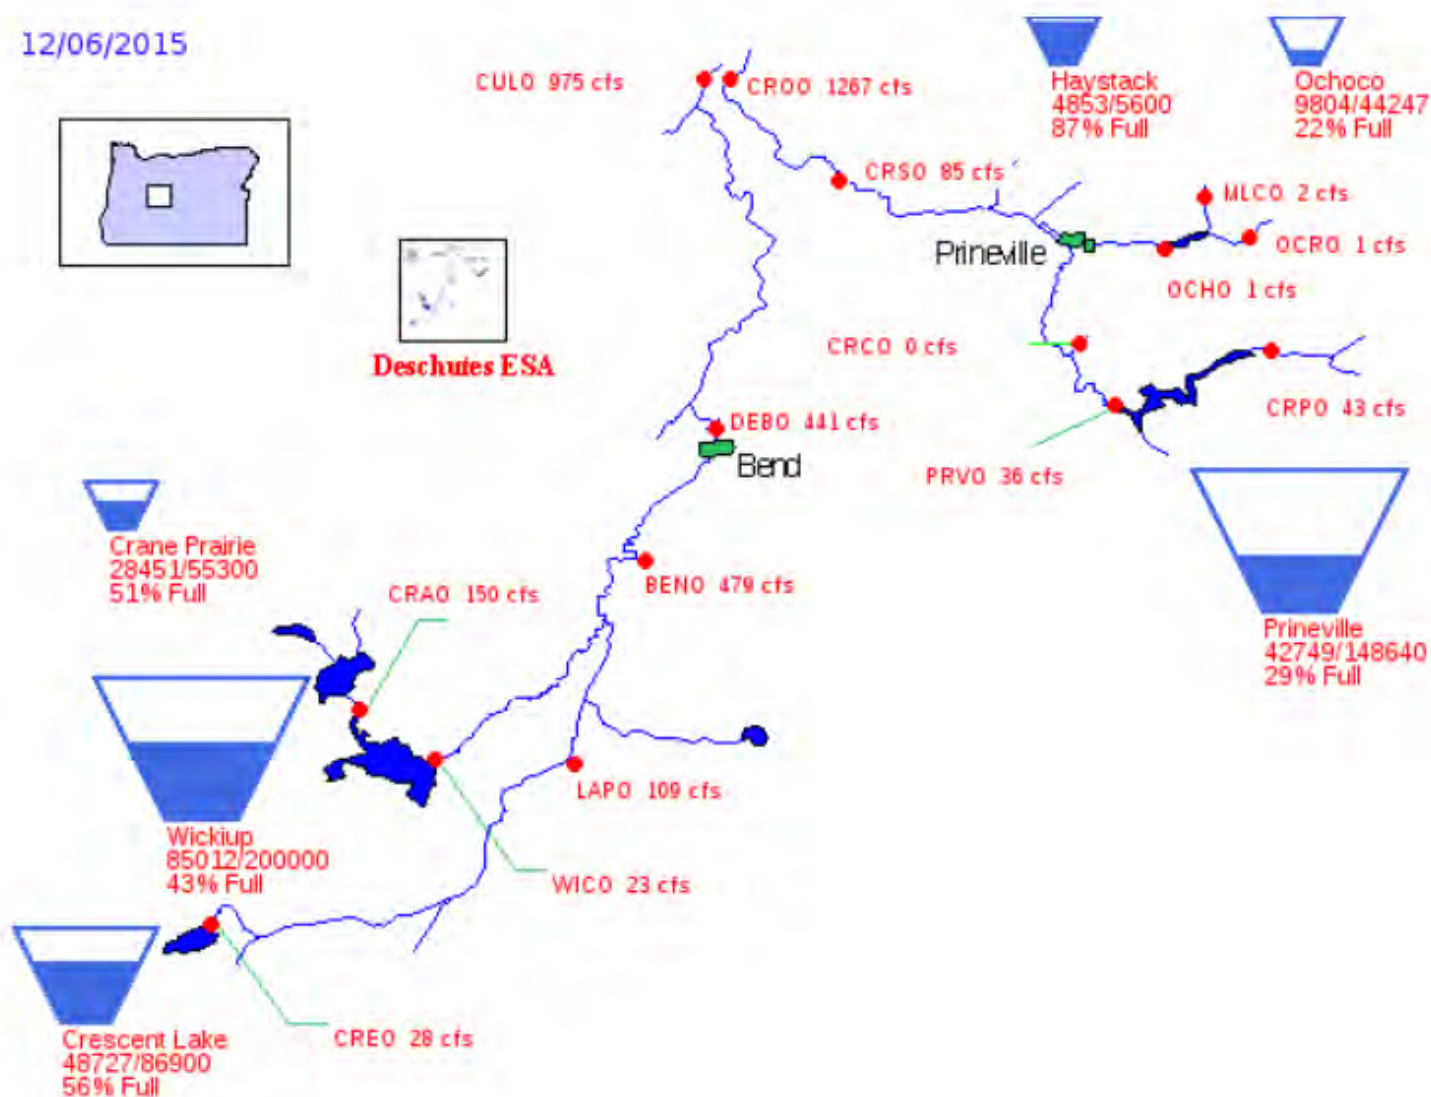 12/06/2015
Haystack
4853/5600
87% Full
Ochoco
9804/44247
22% Full
CULO 975 cfs
CROO 1267 cfs
CRSO 85 cfs
MLCO 2 cfs
OCRO 1 cfs
Prineville
OCHO 1 cfs
CRCO 0 cfs
Deschutes ESA
CRPO 43 cfs
DEBO 441 cfs
Bend
PRVO 36 cfs
Crane Prairie
28451/55300
51% Full
BENO 479 cfs
CRAO 150 cfs
Prineville
42749/148640
29% Full
LAPO 109 cfs
Wickiup
85012/200000
43% Full
WICO 23 cfs
CREO 28 cfs
Crescent Lake
48727/86900
56% Full